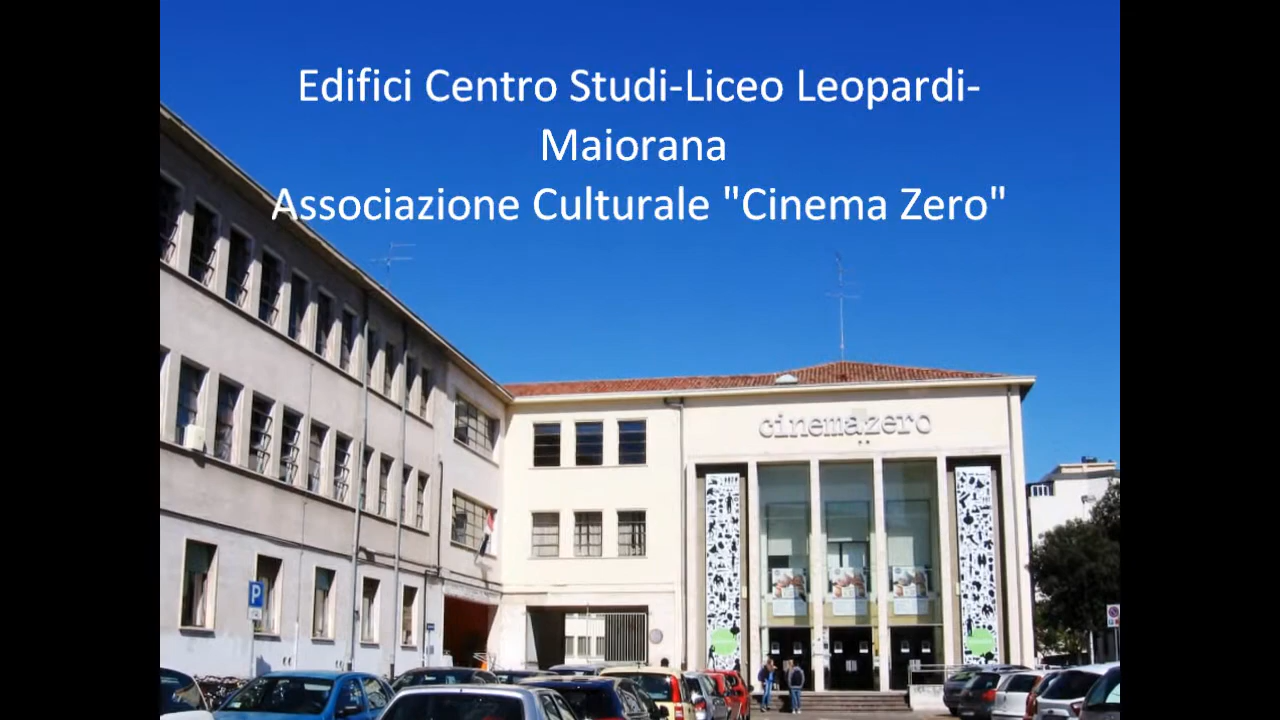 Edifici Centro Studi-Liceo Leopardi-
Maiorana
Associazione Culturale "Cinema Zero"
cinemazero
P